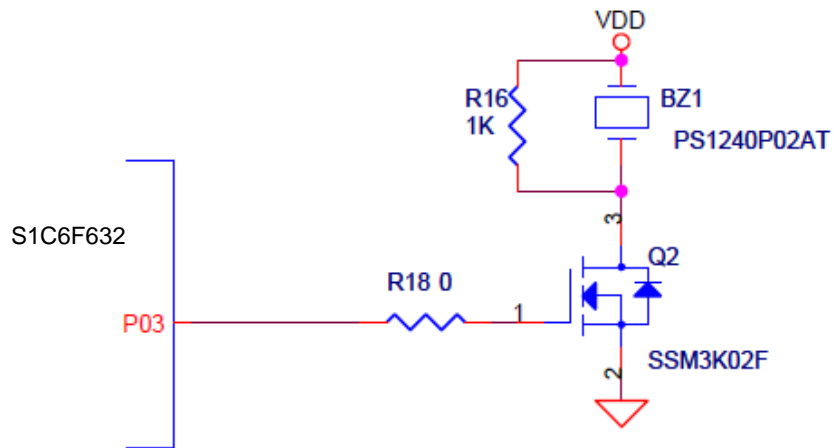 VDD
R16
1K
BZ1
PS1240P02AT
3
S1C6F632
Q2
R18 0
P03
1
SSM3K02F
2